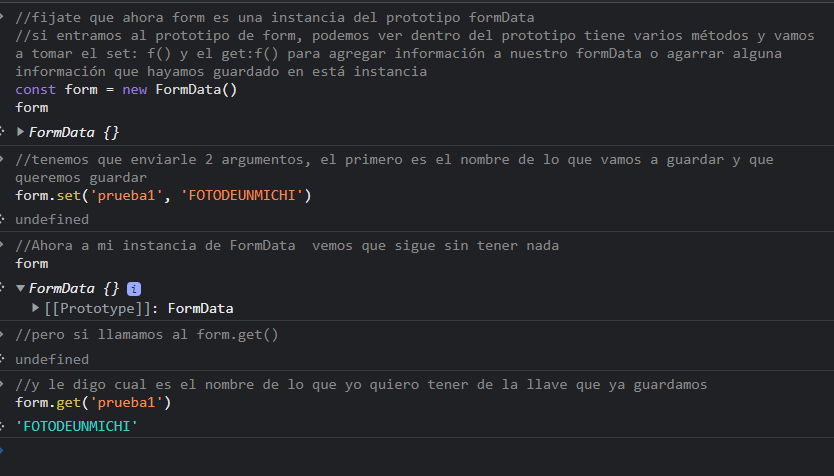 //fijate que ahora form es una instancia del prototipo formData
//si entramos al prototipo de form, podemos ver dentro del prototipo tiene varios métodos y vamos
a tomar el set: f() y el get:f() para agregar información a nuestro formData o agarrar alguna
información que hayamos guardado en está instancia
const form = new FormData()
form
FormData {}
//tenemos que enviarle 2 argumentos, el primero es el nombre de lo que vamos a guardar y que
queremos guardar
form.set('prueba1', 'FOTODEUNMICHI')
undefined
//Ahora a mi instancia de FormData  vemos que sigue sin tener nada
form
FormData {} i
[[Prototype]]: FormData
//pero si llamamos al form.get()
undefined
//y le digo cual es el nombre de lo que yo quiero tener de la llave que ya guardamos
form.get('prueba1')
'FOTODEUNMICHI'